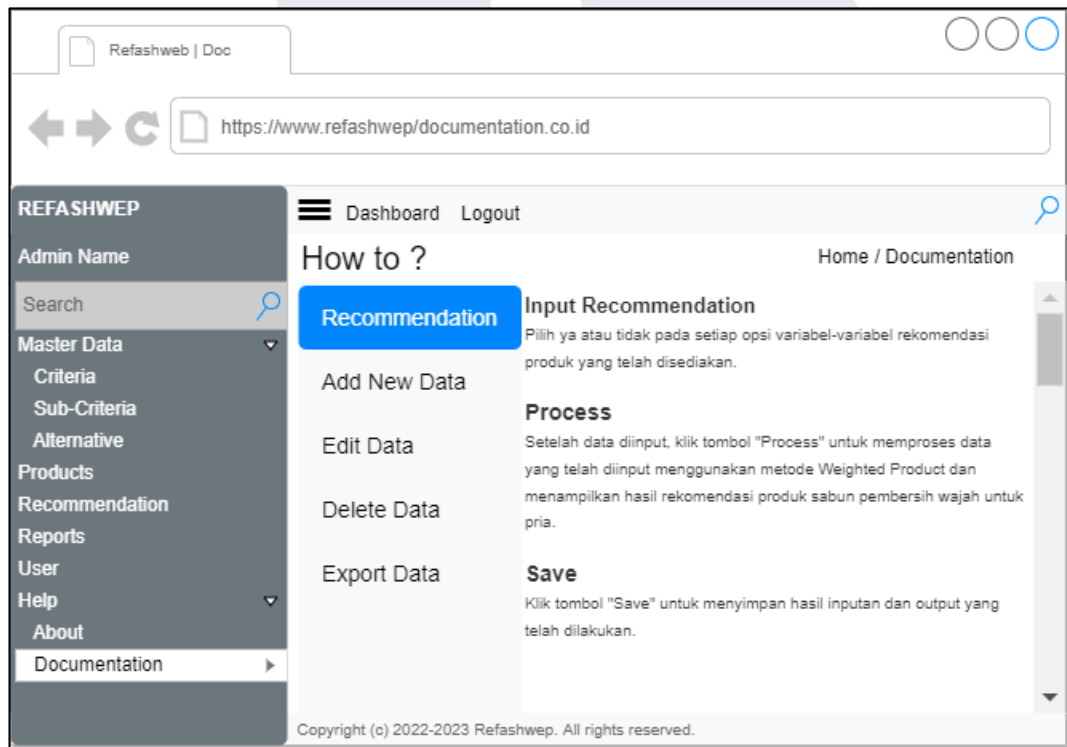 Refashweb | Doc
https://www.refashwep/documentation.co.id
REFASHWEP
Admin Name
Search
Master Data
Criteria
Sub-Criteria
Alternative
Products
Recommendation
Reports
User
Help
About
Documentation
Dashboard Logout
How to ?
Home / Documentation
Recommendation
Add New Data
Edit Data
Delete Data
Export Data
Input Recommendation
Pilih ya atau tidak pada setiap opsi variabel-variabel rekomendasi
produk yang telah disediakan.
Process
Setelah data diinput, klik tombol "Process" untuk memproses data
yang telah diinput menggunakan metode Weighted Product dan
menampilkan hasil rekomendasi produk sabun pembersih wajah untuk
pria.
Save
Klik tombol "Save" untuk menyimpan hasil inputan dan output yang
telah dilakukan.
Copyright (c) 2022-2023 Refashwep. All rights reserved.